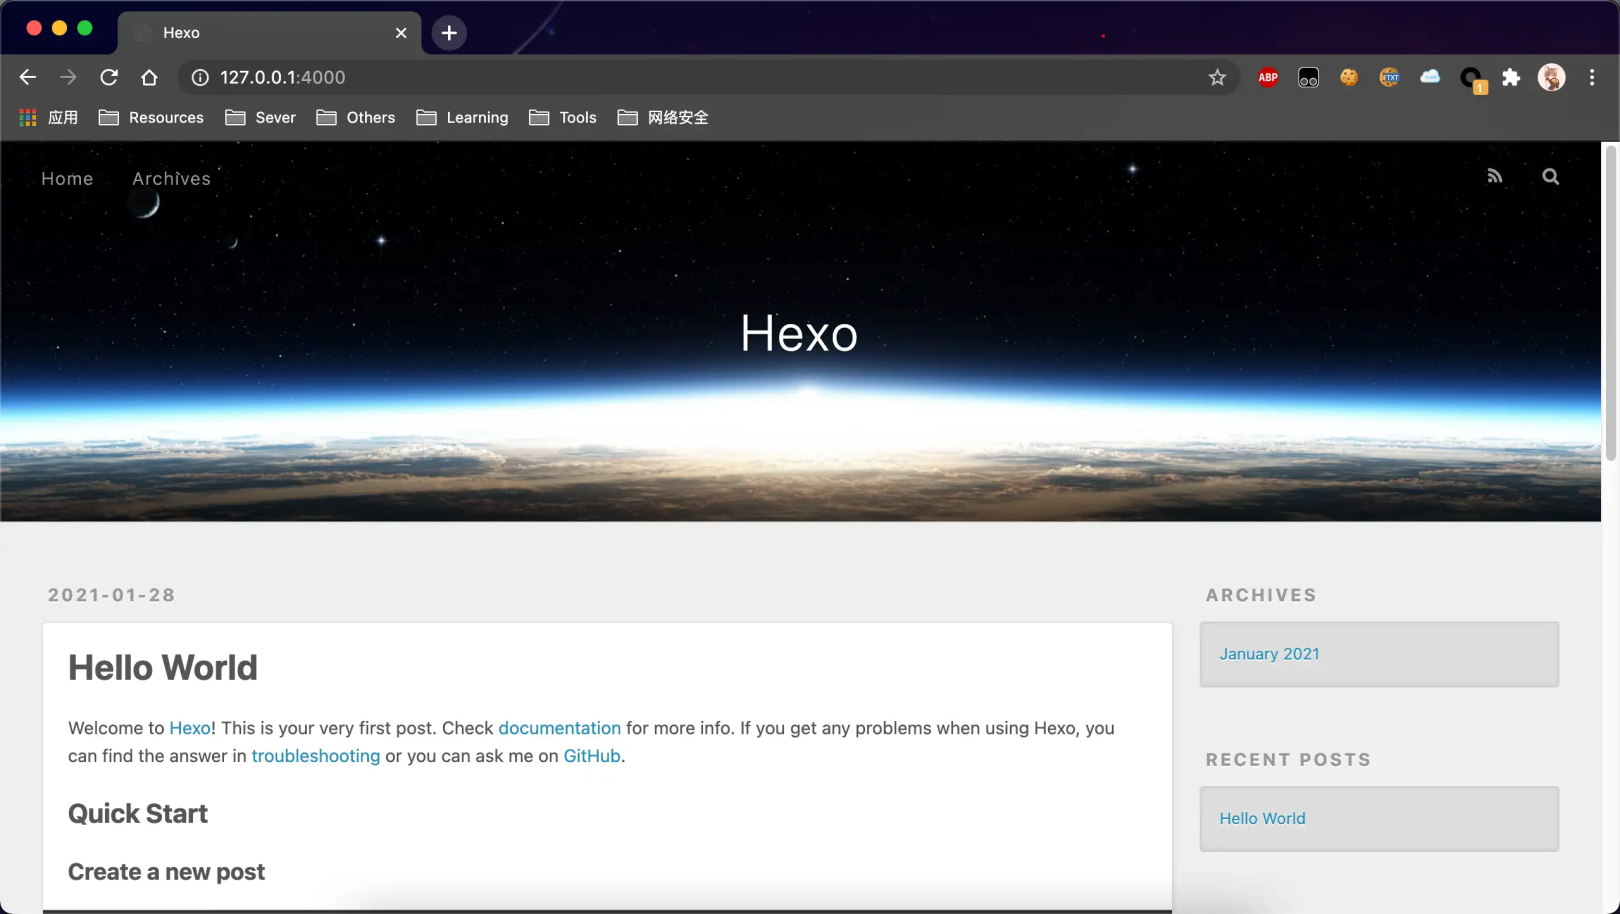 Hexo
127.0.0.1:4000
ABP
TXT
1
应用
Resources
Sever
Others
Learning
Tools
网络安全
Home
Archives
Hexo
2021-01-28
Hello World
Welcome to Hexo! This is your very first post. Check documentation for more info. If you get any problems when using Hexo, you
can find the answer in troubleshooting or you can ask me on GitHub.
Quick Start
Create a new post
ARCHIVES
January 2021
RECENT POSTS
Hello World